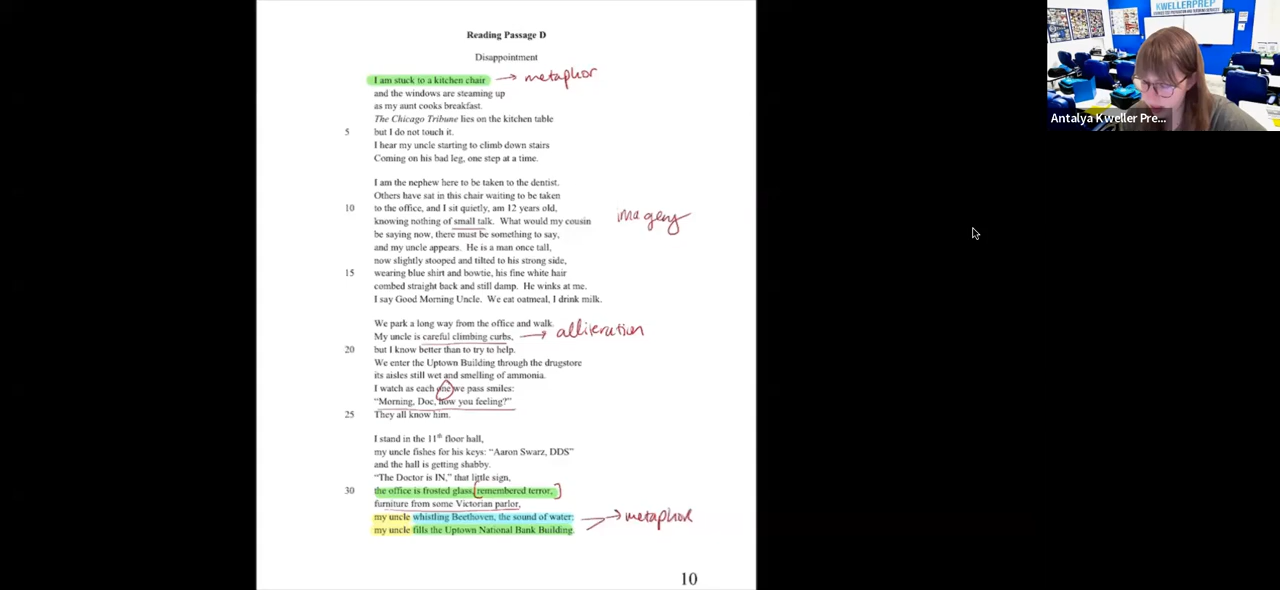 Reading Passage D
Disappointment
I am stuck to a kitchen chair → metaphor
and the windows are steaming up
as my aunt cooks breakfast.
The Chicago Tribune lies on the kitchen table
5 but I do not touch it.
I hear my uncle starting to climb down stairs
Coming on his bad leg, one step at a time.
I am the nephew here to be taken to the dentist.
Others have sat in this chair waiting to be taken
10 to the office, and I sit quietly, am 12 years old,
imagery
knowing nothing of small talk. What would my cousin
be saying now, there must be something to say,
and my uncle appears. He is a man once tall,
now slightly stooped and tilted to his strong side,
15 wearing blue shirt and bowtie, his fine white hair
combed straight back and still damp. He winks at me.
I say Good Morning Uncle. We eat oatmeal, I drink milk.
We park a long way from the office and walk.
My uncle is careful climbing curbs, → alliteration
20 but I know better than to try to help.
We enter the Uptown Building through the drugstore
its aisles still wet and smelling of ammonia.
I watch as each one we pass smiles:
"Morning, Doc, how you feeling?"
25 They all know him.
I stand in the 11th floor hall,
my uncle fishes for his keys: "Aaron Swarz, DDS"
and the hall is getting shabby.
"The Doctor is IN," that little sign,
30 the office is frosted glass, [remembered terror,]
furniture from some Victorian parlor,
my uncle whistling Beethoven, the sound of water; → metaphor
my uncle fills the Uptown National Bank Building.
10
KWELLERPREP
Antalya Kweller Pre...